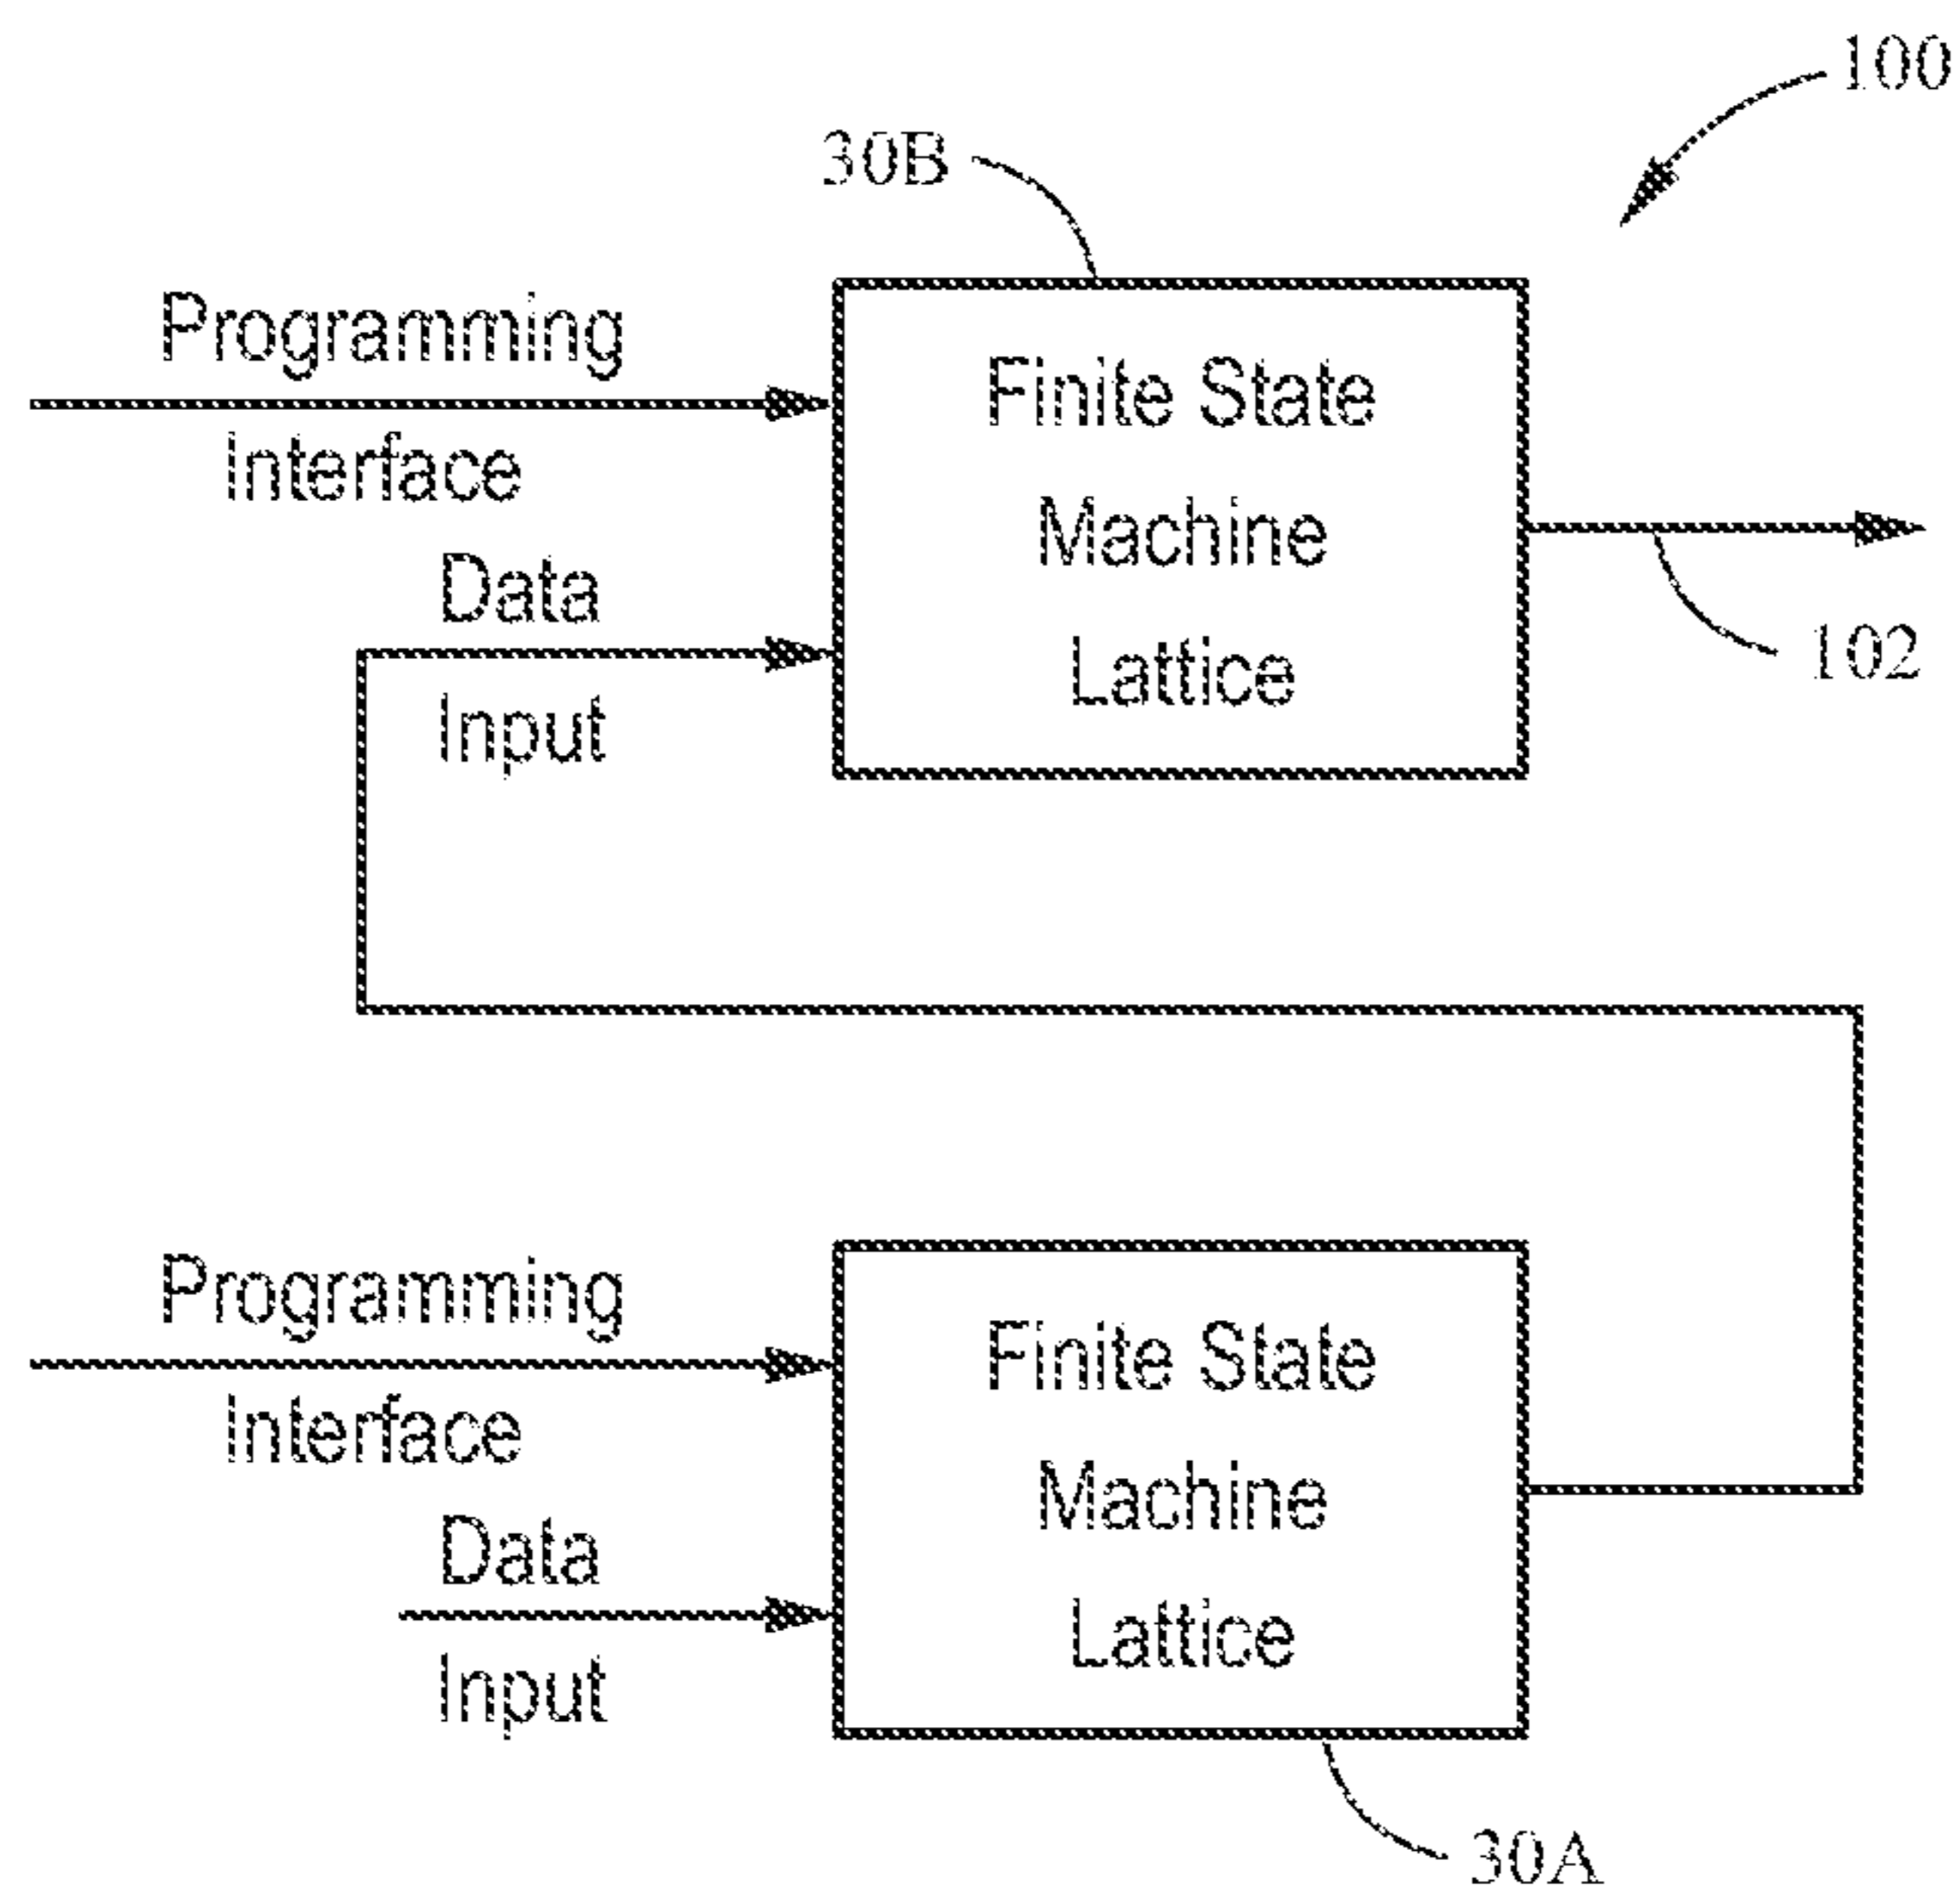 100
30B
Programming
Interface
Data
Input
Finite State
Machine
Lattice
102
Programming
Interface
Data
Input
Finite State
Machine
Lattice
30A